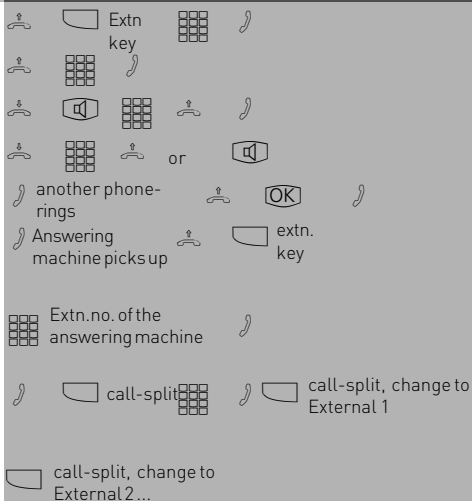 Extn
key
or
another phone-
rings
OK
Answering
machine picks up
extn.
key
Extn.no. of the
answering machine
call-split
call-split, change to
External 1
call-split, change to
External 2 ...